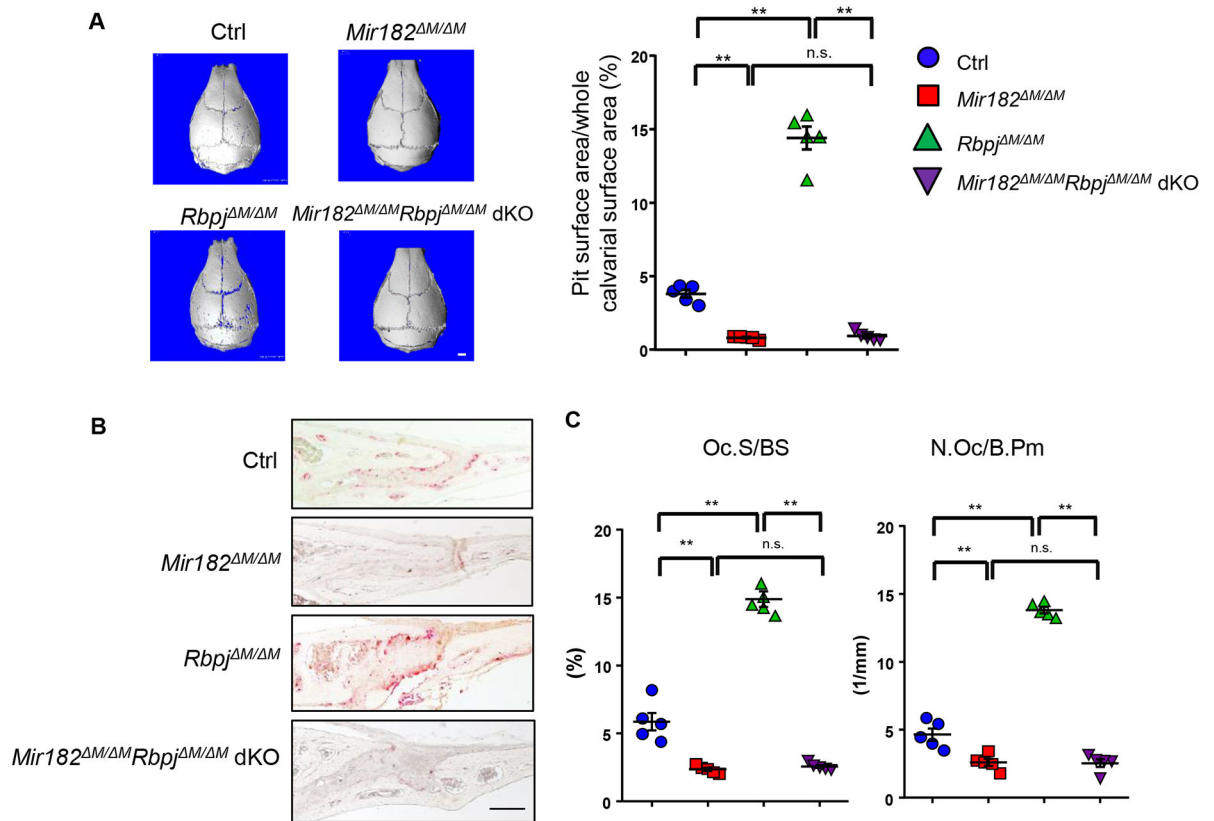 A
Ctrl
Mir182ΔM/ΔM
RbpjΔM/ΔM
Mir182ΔM/ΔMRbpjΔM/ΔM dKO
Pit surface area/whole
calvarial surface area (%)
20
15
10
5
0
**
**
**
n.s.
Ctrl
Mir182ΔM/ΔM
RbpjΔM/ΔM
Mir182ΔM/ΔMRbpjΔM/ΔM dKO
B
Ctrl
Mir182ΔM/ΔM
RbpjΔM/ΔM
Mir182ΔM/ΔMRbpjΔM/ΔM dKO
C
Oc.S/BS
(%)
20
15
10
5
0
**
**
**
n.s.
N.Oc/B.Pm
(1/mm)
20
15
10
5
0
**
**
**
n.s.